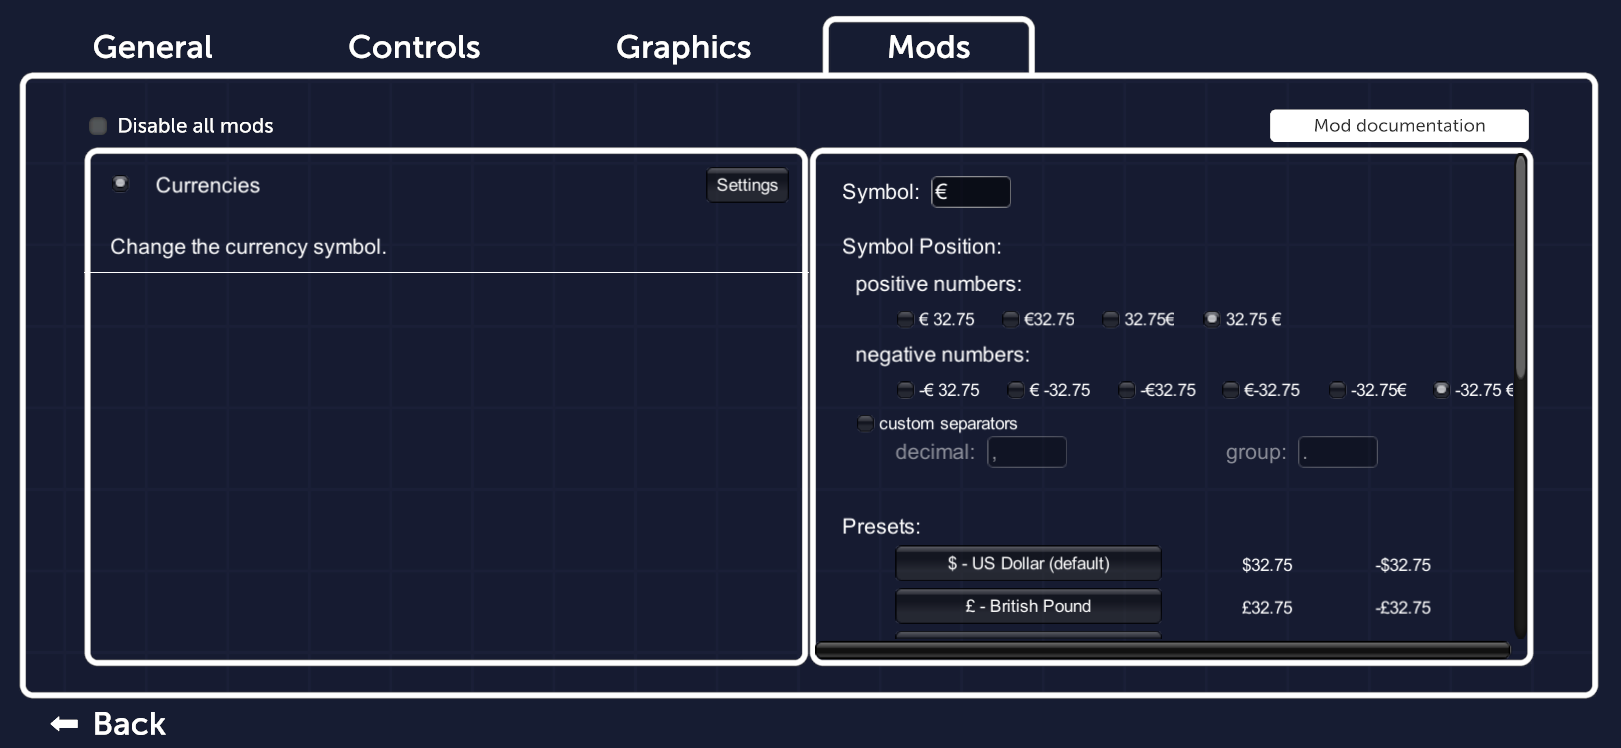 General Controls Graphics Mods
Disable all mods
Mod documentation
Currencies
Settings
Change the currency symbol.
Symbol: €
Symbol Position:
positive numbers:
€ 32.75 €32.75 32.75€ 32.75 €
negative numbers:
-€ 32.75 € -32.75 -€32.75 €-32.75 -32.75€ -32.75 €
custom separators
decimal: , group: .
Presets:
$ - US Dollar (default) $32.75 -$32.75
£ - British Pound £32.75 -£32.75
Back